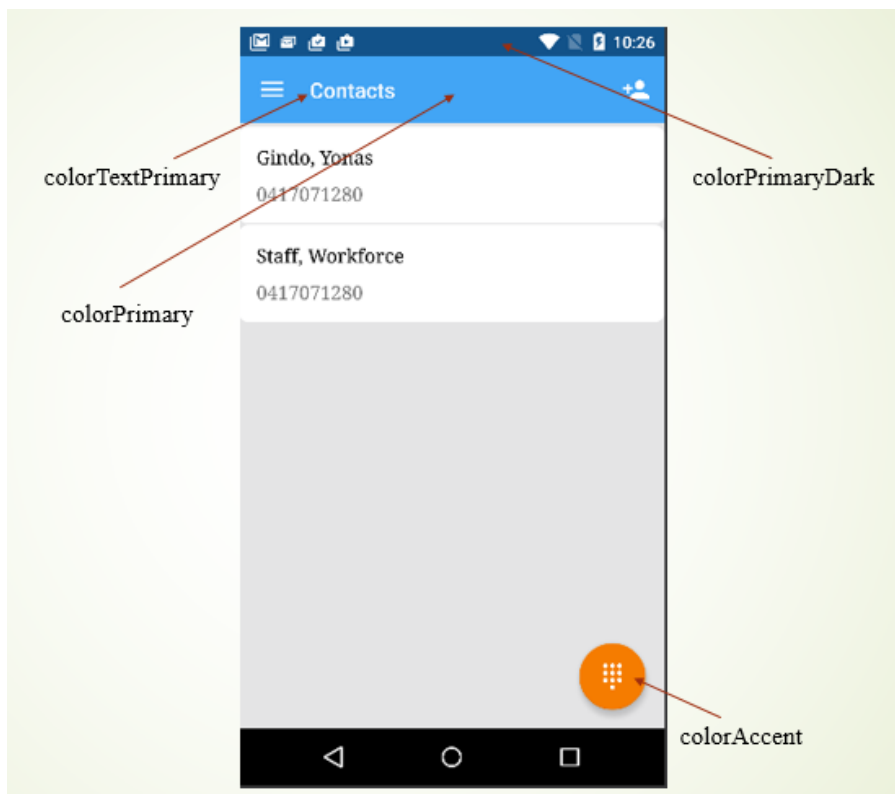 10:26
Contacts
Gindo, Yonas
colorTextPrimary
colorPrimaryDark
0417071280
Staff, Workforce
0417071280
colorPrimary
colorAccent